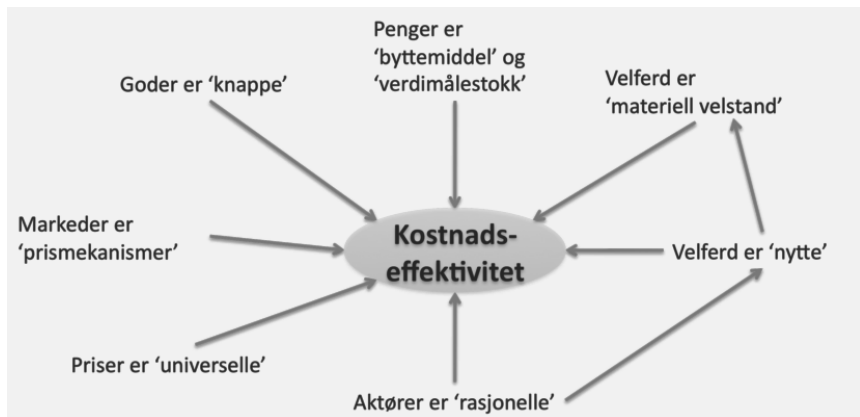 Penger er
‘byttemiddel’ og
‘verdimålestokk’
Goder er ‘knappe’
Velferd er
‘materiell velstand’
Markeder er
‘prismekanismer’
Kostnads-
effektivitet
Velferd er ‘nytte’
Priser er ‘universelle’
Aktører er ‘rasjonelle’